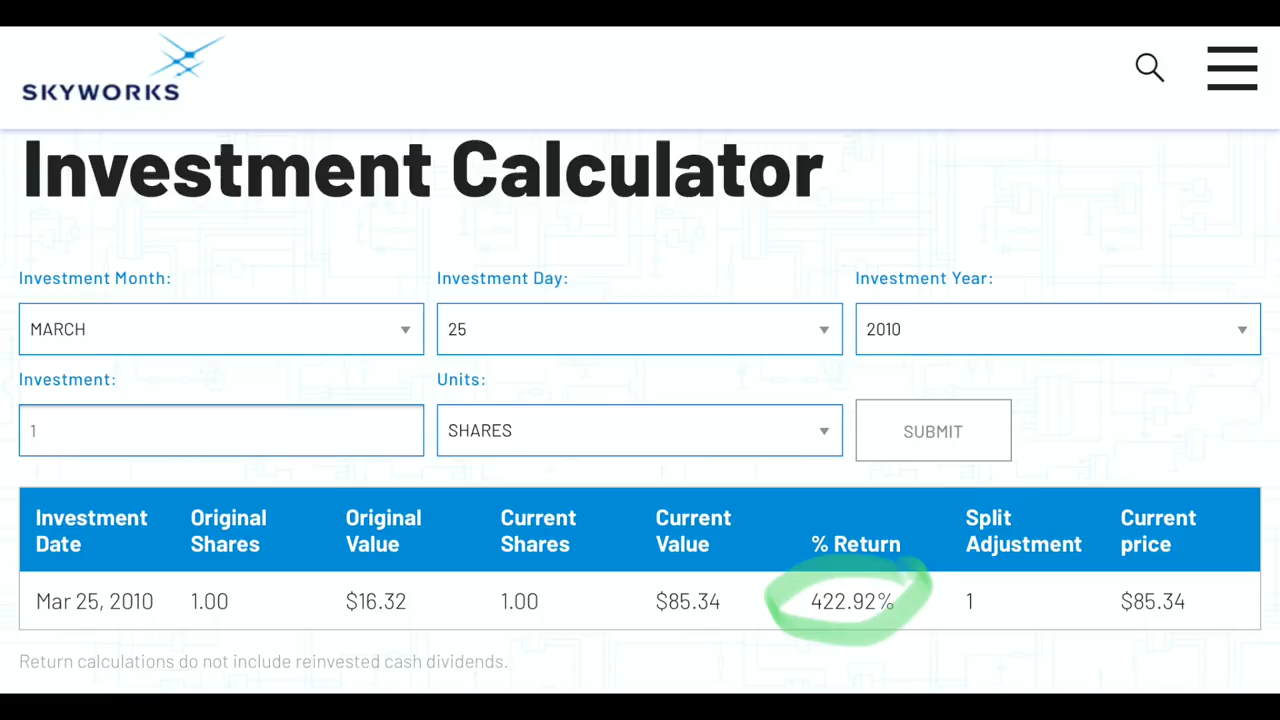 SKYWORKS
Investment Calculator
Investment Month: Investment Day: Investment Year:
MARCH 25 2010
Investment: Units:
1 SHARES SUBMIT
Investment Date Original Shares Original Value Current Shares Current Value % Return Split Adjustment Current price
Mar 25, 2010 1.00 $16.32 1.00 $85.34 422.92% 1 $85.34
Return calculations do not include reinvested cash dividends.